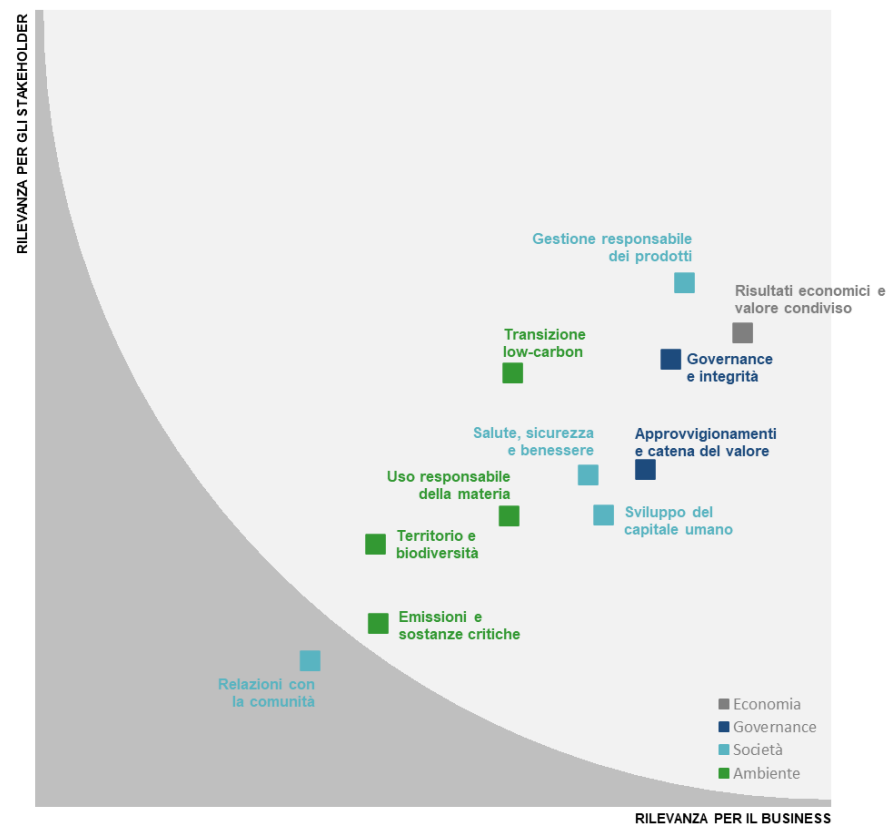 RILEVANZA PER GLI STAKEHOLDER
Gestione responsabile
dei prodotti
Risultati economici e
valore condiviso
Transizione
low-carbon
Governance
e integrità
Salute, sicurezza
e benessere
Approvvigionamenti
e catena del valore
Uso responsabile
della materia
Sviluppo del
capitale umano
Territorio e
biodiversità
Emissioni e
sostanze critiche
Relazioni con
la comunità
Economia
Governance
Società
Ambiente
RILEVANZA PER IL BUSINESS